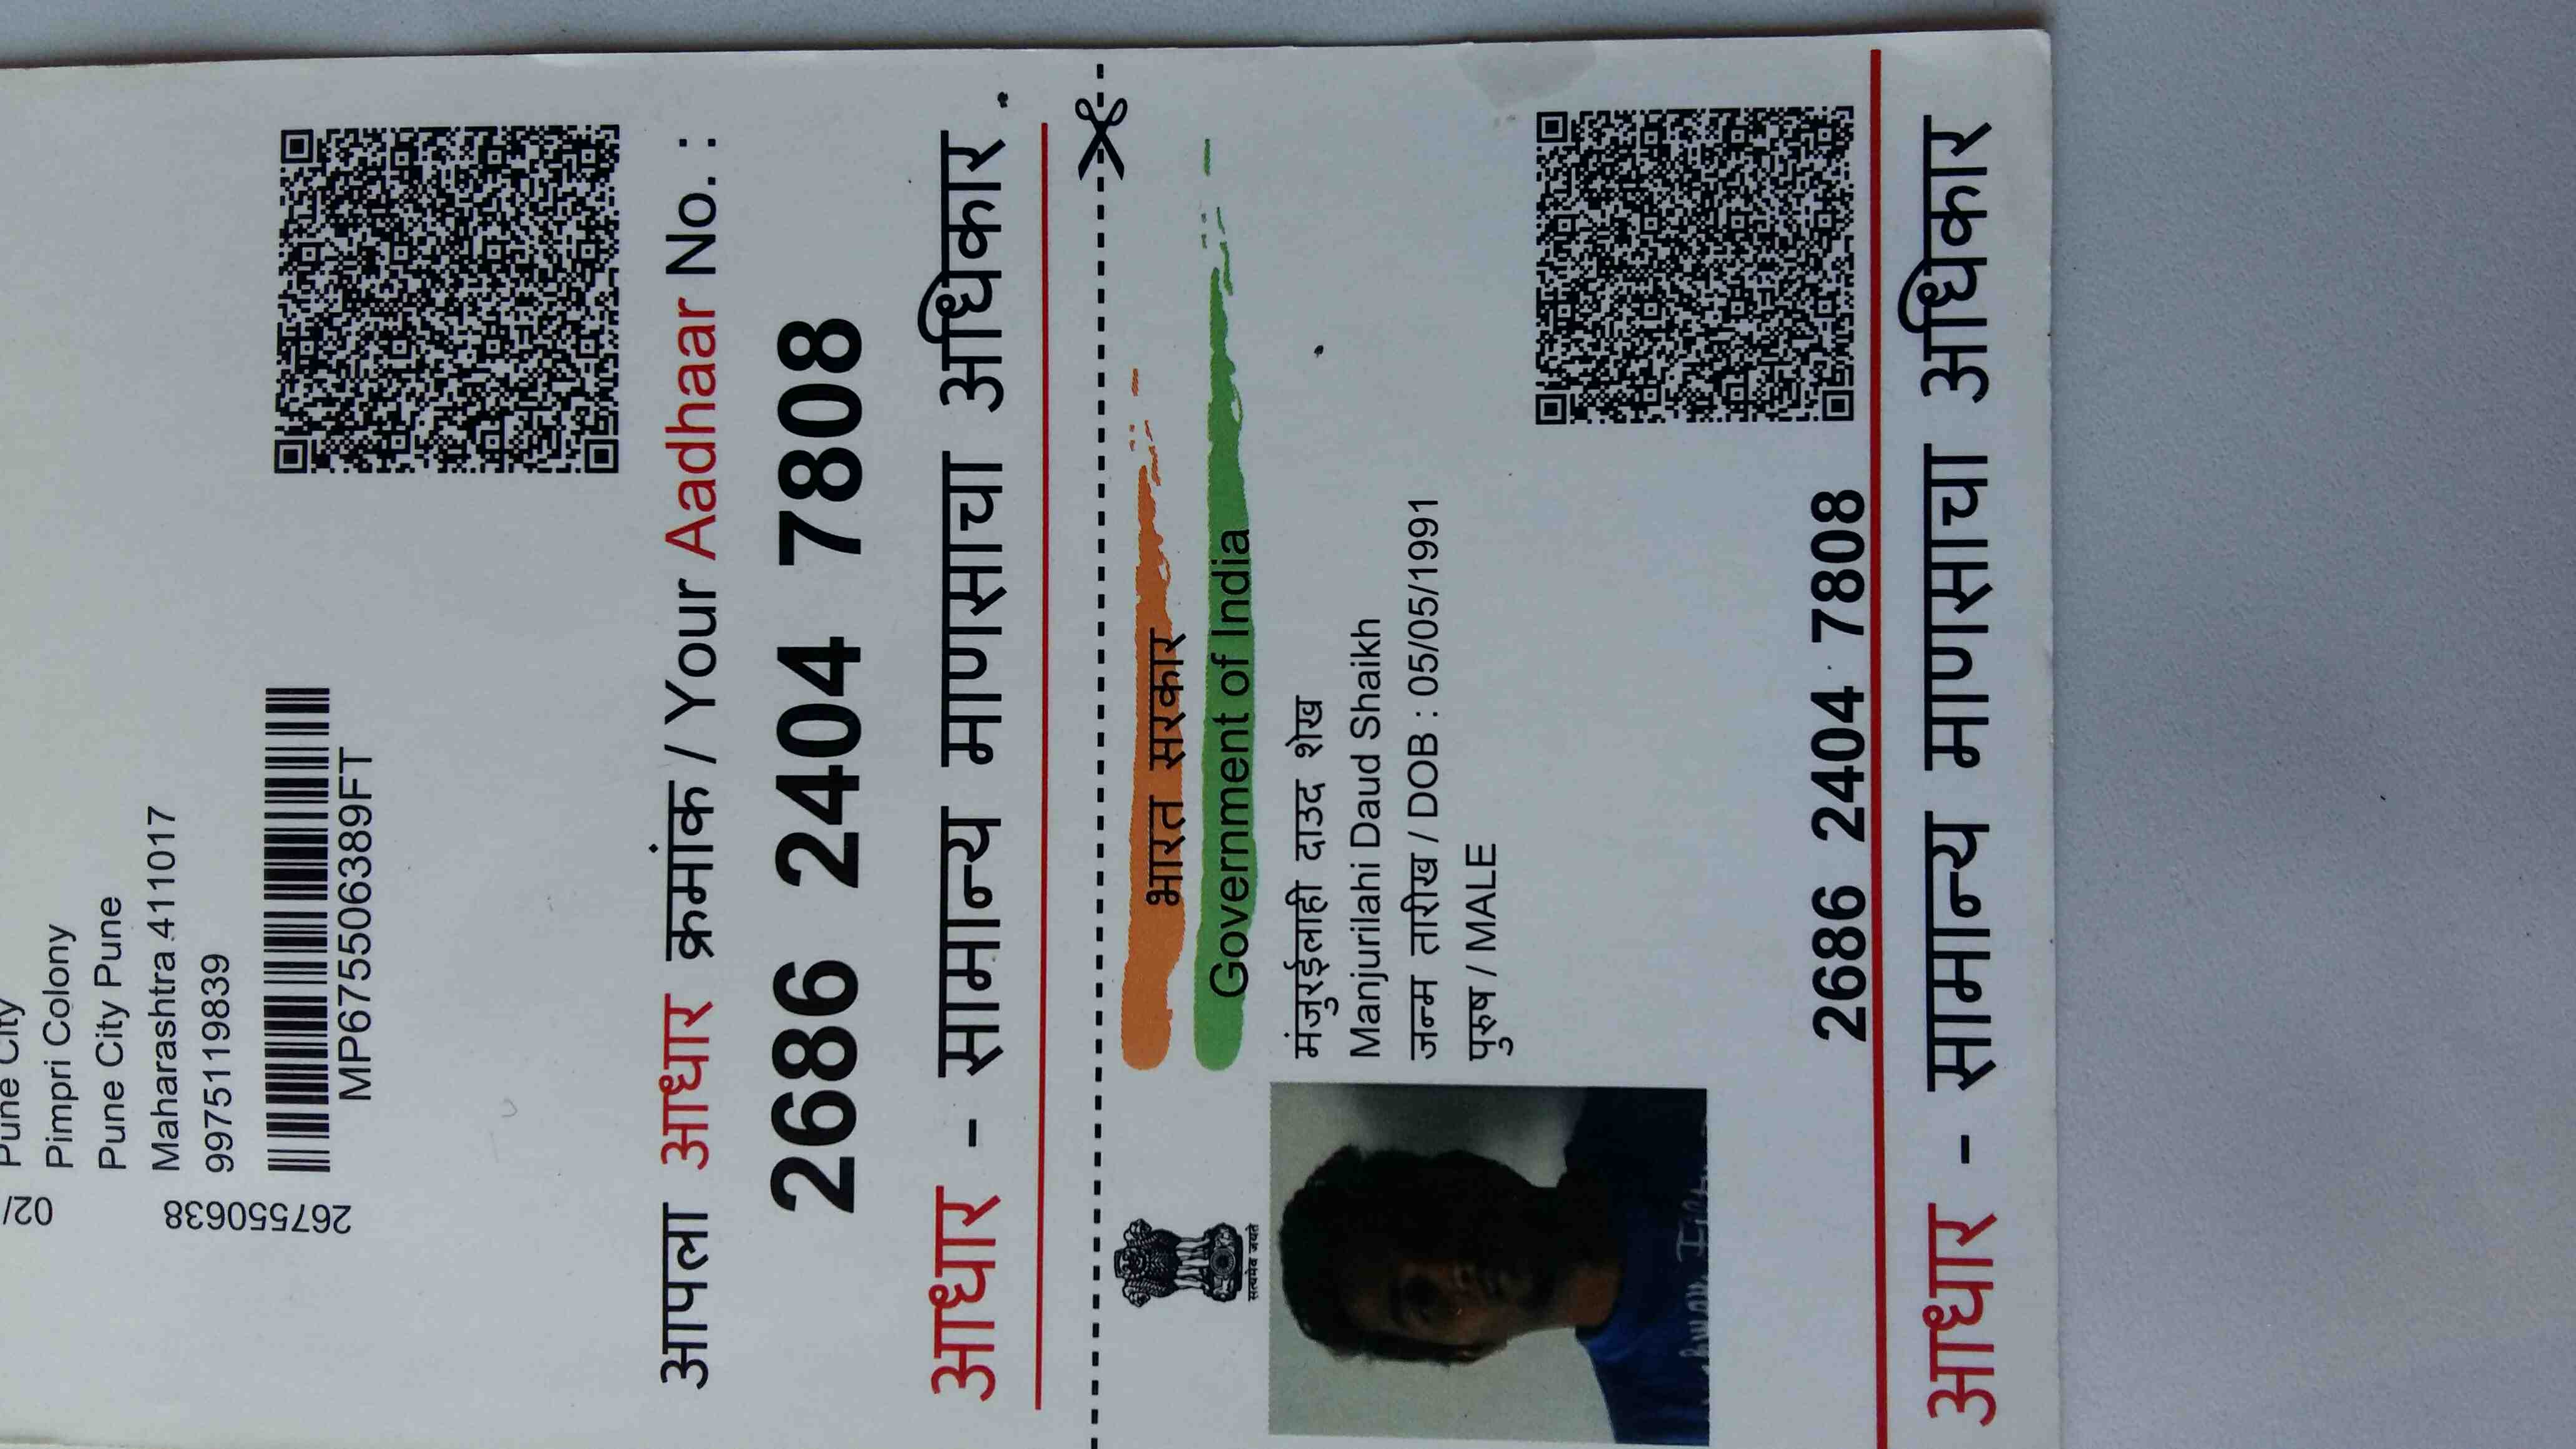 Pune City
Pimpri Colony
Pune City Pune
Maharashtra 411017
9975119839
02/
267550638
MP675506389FT
आपला आधार क्रमांक / Your Aadhaar No. :
2686 2404 7808
आधार - सामान्य माणसाचा अधिकार
भारत सरकार
Government of India
सत्यमेव जयते
मंजुरईलाही दाउद शेख
Manjurilahi Daud Shaikh
जन्म तारीख / DOB : 05/05/1991
पुरुष / MALE
2686 2404 7808
आधार - सामान्य माणसाचा अधिकार